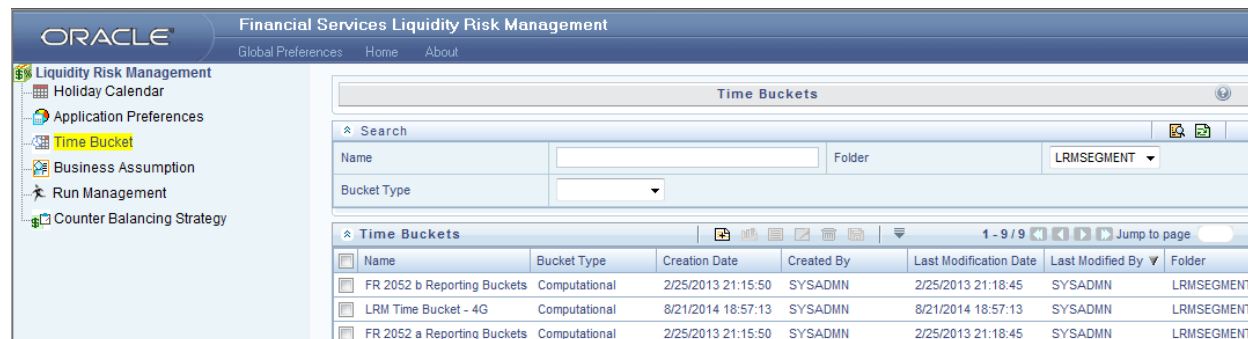 ORACLE
Financial Services Liquidity Risk Management
Global Preferences Home About
Liquidity Risk Management
Holiday Calendar
Application Preferences
Time Bucket
Business Assumption
Run Management
Counter Balancing Strategy
Time Buckets
Search
Name Folder LRMSEGMENT
Bucket Type
Time Buckets 1 - 9 / 9 Jump to page
Name Bucket Type Creation Date Created By Last Modification Date Last Modified By Folder
FR 2052 b Reporting Buckets Computational 2/25/2013 21:15:50 SYSADMN 2/25/2013 21:18:45 SYSADMN LRMSEGMENT
LRM Time Bucket - 4G Computational 8/21/2014 18:57:13 SYSADMN 8/21/2014 18:57:13 SYSADMN LRMSEGMENT
FR 2052 a Reporting Buckets Computational 2/25/2013 21:15:50 SYSADMN 2/25/2013 21:18:45 SYSADMN LRMSEGMENT